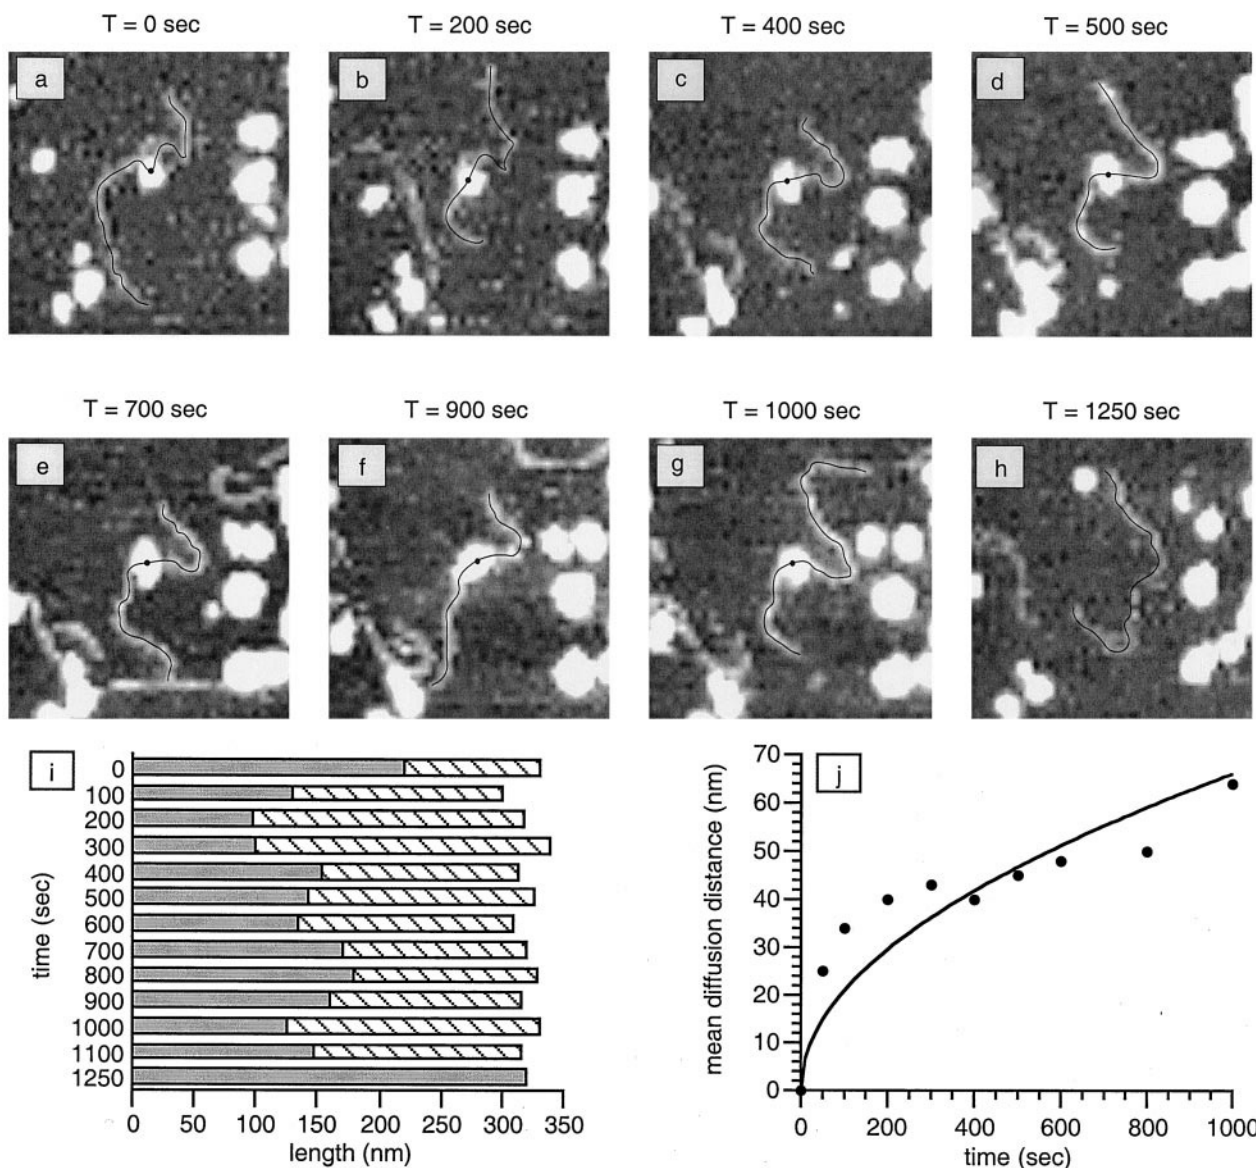 T = 0 sec
T = 200 sec
T = 400 sec
T = 500 sec
a
b
c
d
T = 700 sec
T = 900 sec
T = 1000 sec
T = 1250 sec
e
f
g
h
i
0
100
200
300
400
500
600
700
800
900
1000
1100
1250
time (sec)
0 50 100 150 200 250 300 350
length (nm)
j
70
60
50
40
30
20
10
0
mean diffusion distance (nm)
0 200 400 600 800 1000
time (sec)